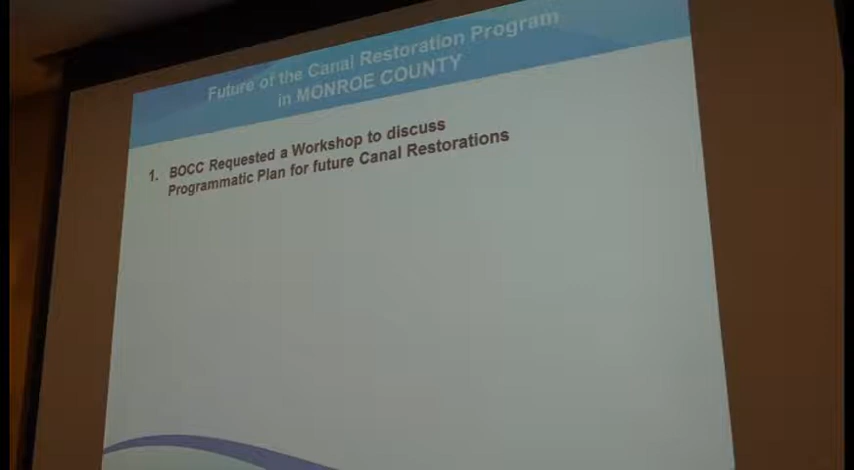 Future of the Canal Restoration Program
in MONROE COUNTY
1. BOCC Requested a Workshop to discuss
Programmatic Plan for future Canal Restorations